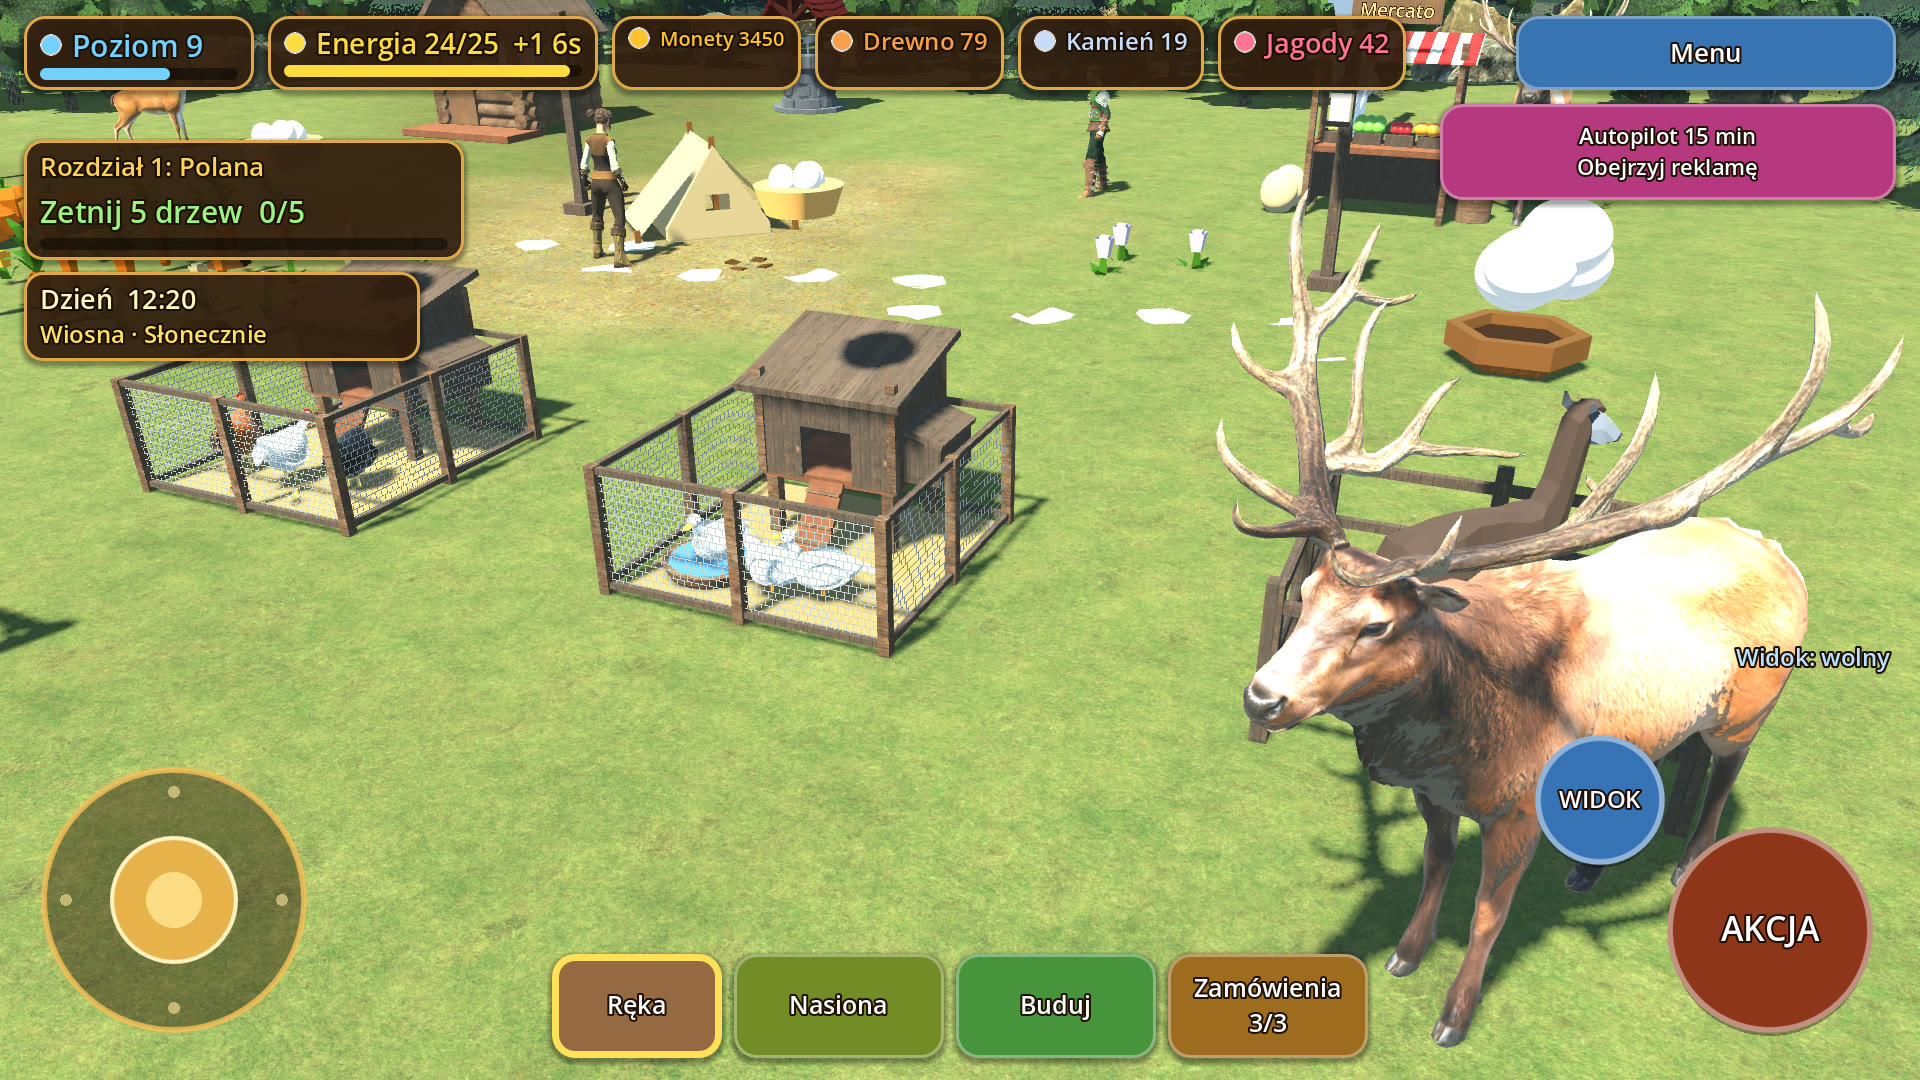 Poziom 9
Energia 24/25 +1 6s
Monety 3450
Drewno 79
Kamień 19
Jagody 42
Mercato
Menu
Autopilot 15 min
Obejrzyj reklamę
Rozdział 1: Polana
Zetnij 5 drzew 0/5
Dzień 12:20
Wiosna · Słonecznie
Widok: wolny
WIDOK
AKCJA
Ręka
Nasiona
Buduj
Zamówienia
3/3